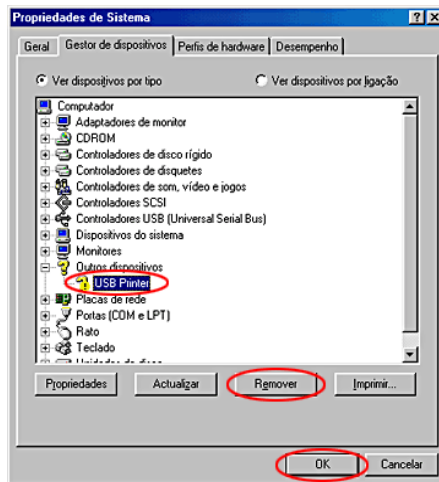 Propriedades de Sistema
Geral Gestor de dispositivos Perfis de hardware Desempenho
Ver dispositivos por tipo Ver dispositivos por ligação
Computador
Adaptadores de monitor
CDROM
Controladores de disco rígido
Controladores de disquetes
Controladores de som, vídeo e jogos
Controladores SCSI
Controladores USB (Universal Serial Bus)
Dispositivos do sistema
Monitores
Outros dispositivos
USB Printer
Placas de rede
Portas (COM e LPT)
Rato
Teclado
Unidades de disco
Propriedades Actualizar Remover Imprimir...
OK Cancelar